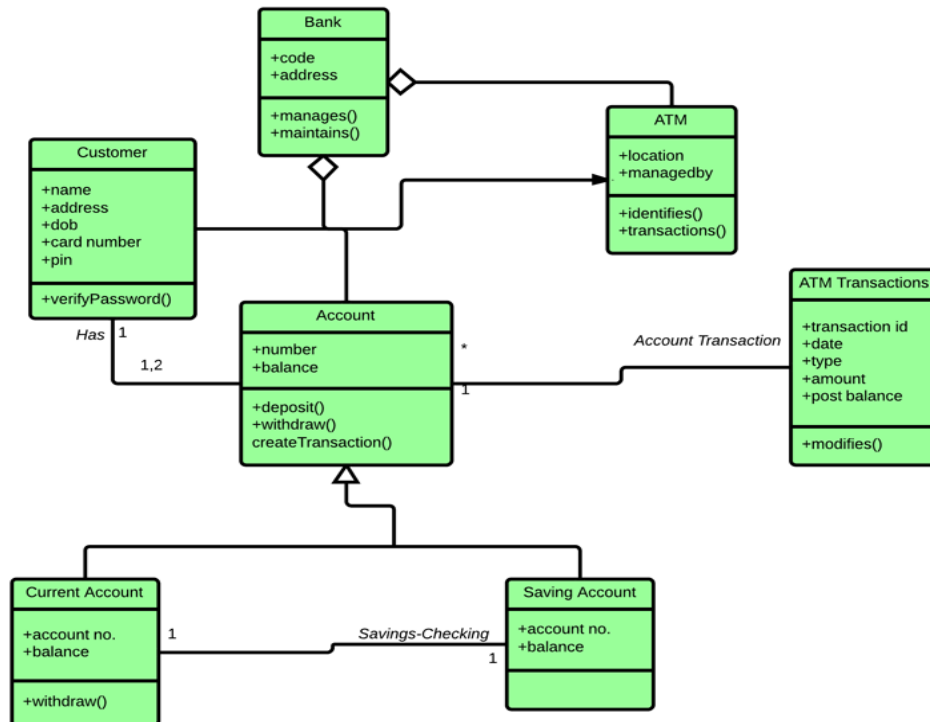 Bank
+code
+address
+manages()
+maintains()
ATM
+location
+managedby
+identifies()
+transactions()
Customer
+name
+address
+dob
+card number
+pin
+verifyPassword()
Has
1
1,2
Account
+number
+balance
+deposit()
+withdraw()
createTransaction()
*
1
Account Transaction
ATM Transactions
+transaction id
+date
+type
+amount
+post balance
+modifies()
Current Account
+account no.
+balance
+withdraw()
1
Savings-Checking
1
Saving Account
+account no.
+balance